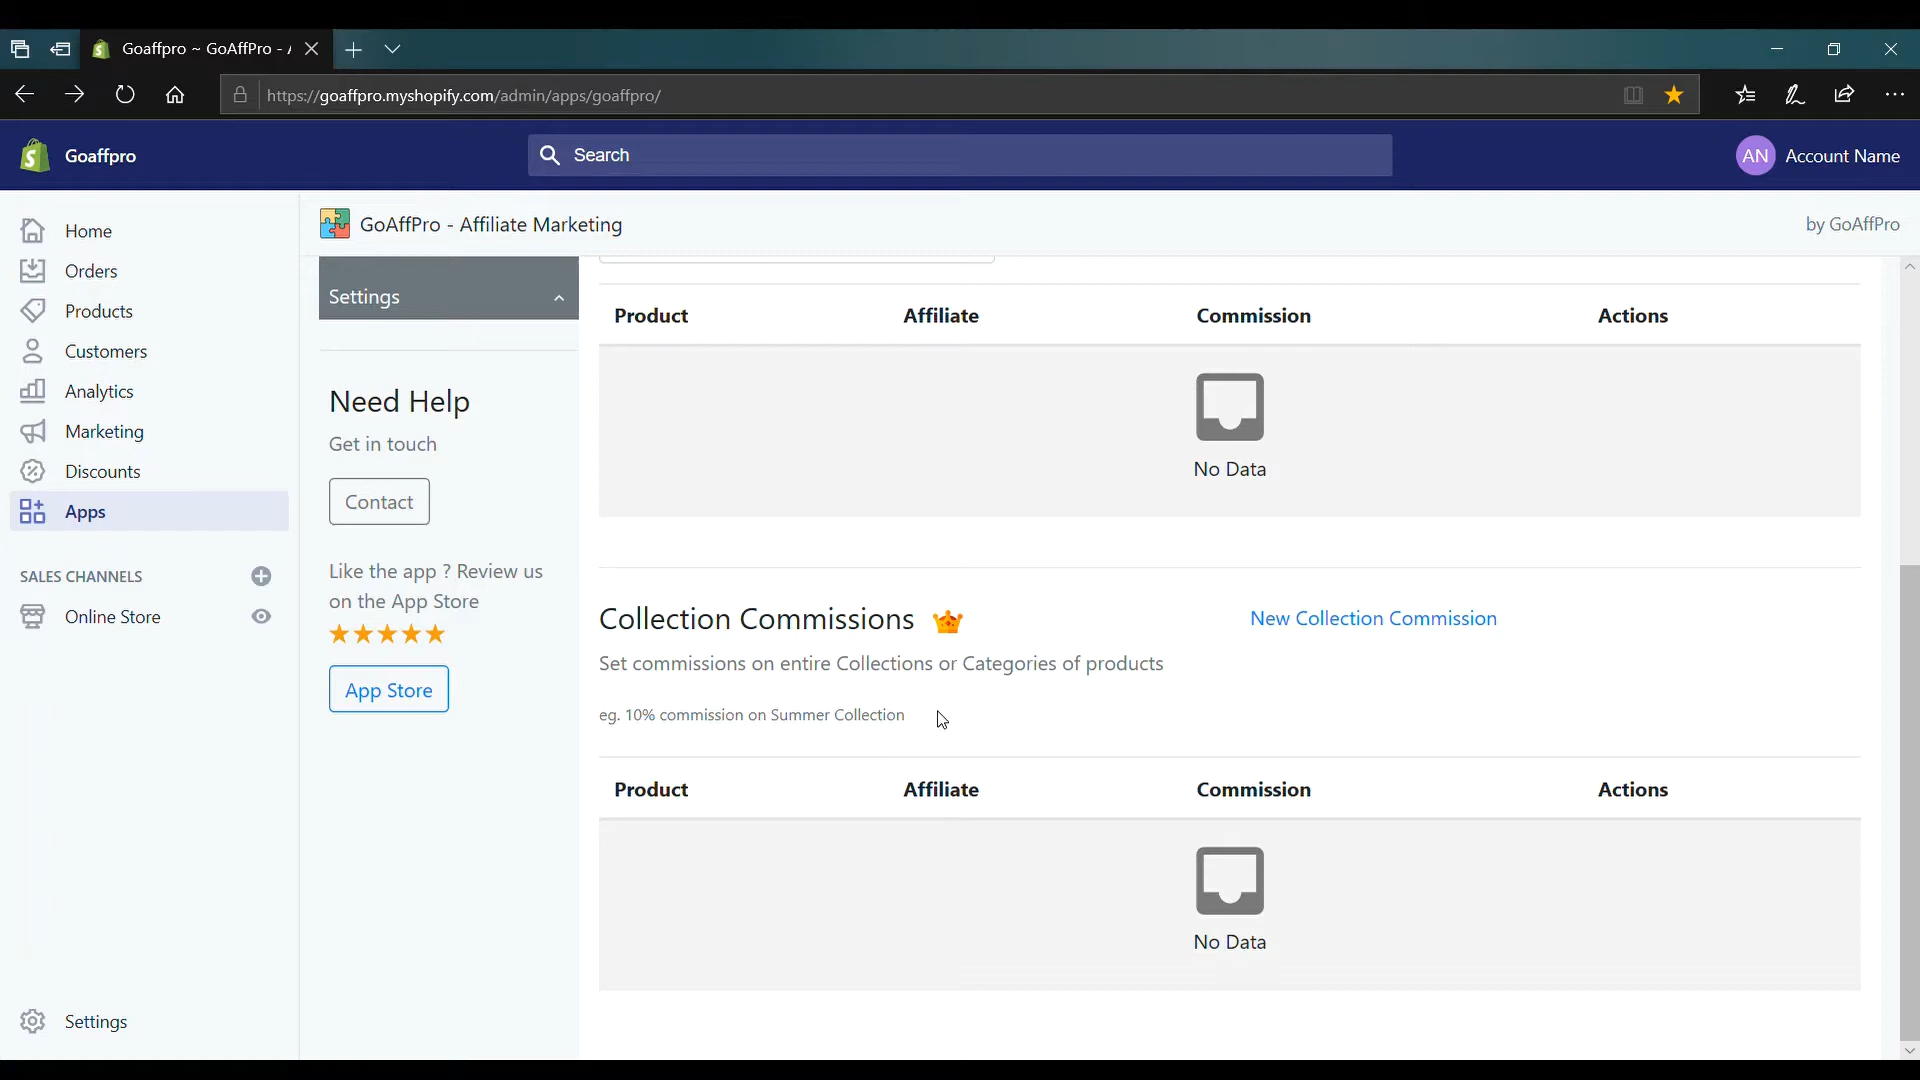 Goaffpro ~ GoAffPro - A
https://goaffpro.myshopify.com/admin/apps/goaffpro/
Goaffpro
Search
AN
Account Name
Home
Orders
Products
Customers
Analytics
Marketing
Discounts
Apps
SALES CHANNELS
Online Store
Settings
GoAffPro - Affiliate Marketing
by GoAffPro
Settings
Need Help
Get in touch
Contact
Like the app ? Review us
on the App Store
App Store
Product Affiliate Commission Actions
No Data
Collection Commissions
New Collection Commission
Set commissions on entire Collections or Categories of products
eg. 10% commission on Summer Collection
Product Affiliate Commission Actions
No Data